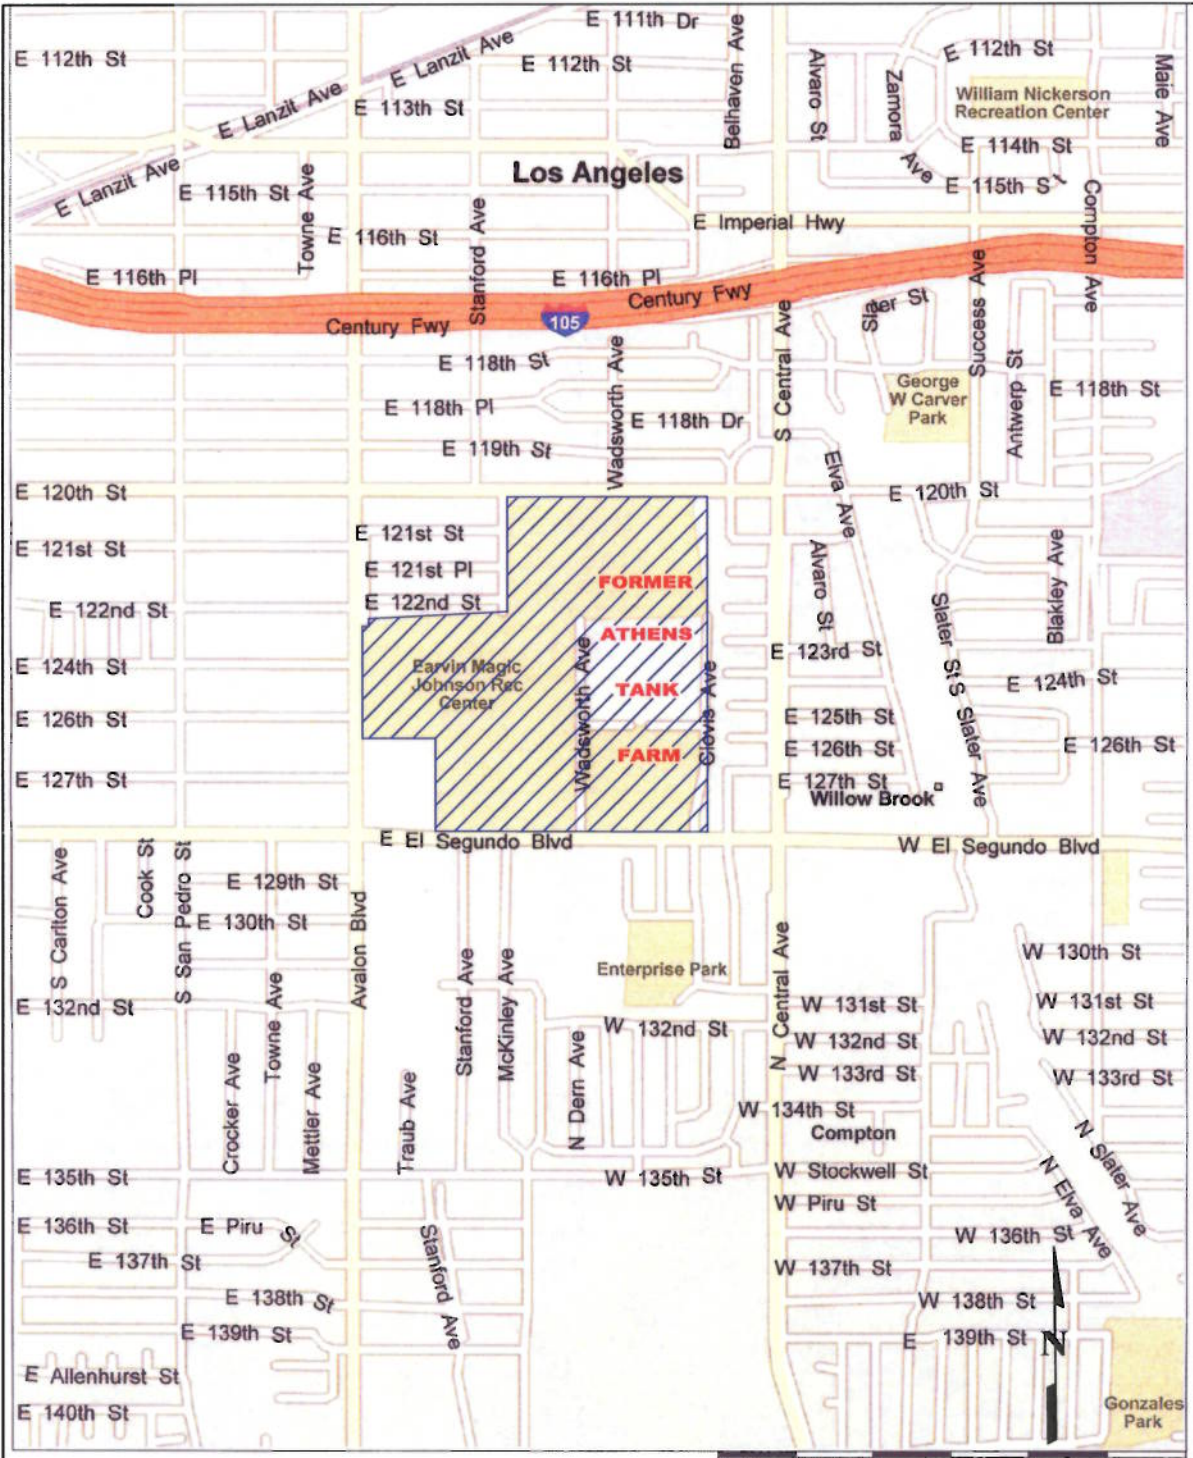 E 111th Dr
E 112th St
E Lanzit Ave
E 112th St
Belhaven Ave
Alvaro St
Zamora Ave
E 112th St
Maie Ave
E Lanzit Ave
E 113th St
William Nickerson
Recreation Center
E 114th St
E Lanzit Ave
E 115th St
Towne Ave
Los Angeles
E 115th St
Compton Ave
E 116th St
Stanford Ave
E Imperial Hwy
E 116th Pl
E 116th Pl
Century Fwy
Century Fwy
105
Slater St
Success Ave
S Central Ave
E 118th St
Wadsworth Ave
George
W Carver
Park
Antwerp St
E 118th St
E 118th Pl
E 118th Dr
E 119th St
Elva Ave
E 120th St
E 120th St
E 121st St
E 121st St
Alvaro St
Blakley Ave
E 121st Pl
FORMER
E 122nd St
E 122nd St
Slater St
ATHENS
E 123rd St
E 124th St
Earvin Magic
Johnson Rec
Center
Wadsworth Ave
TANK
Clovis Ave
S Slater Ave
E 124th St
E 126th St
E 125th St
FARM
E 126th St
E 126th St
E 127th St
E 127th St
Willow Brook
E El Segundo Blvd
W El Segundo Blvd
S Carlton Ave
Cook St
S San Pedro St
E 129th St
Avalon Blvd
E 130th St
Stanford Ave
McKinley Ave
Enterprise Park
N Central Ave
W 130th St
E 132nd St
Towne Ave
W 131st St
W 131st St
W 132nd St
W 132nd St
W 132nd St
Crocker Ave
Mettler Ave
Traub Ave
N Dern Ave
W 133rd St
W 133rd St
W 134th St
Compton
N Slater Ave
E 135th St
W 135th St
W Stockwell St
N Elva Ave
W Piru St
E 136th St
E Piru St
W 136th St
E 137th St
Stanford Ave
W 137th St
E 138th St
W 138th St
E 139th St
E 139th St
N
E Allenhurst St
E 140th St
Gonzales
Park